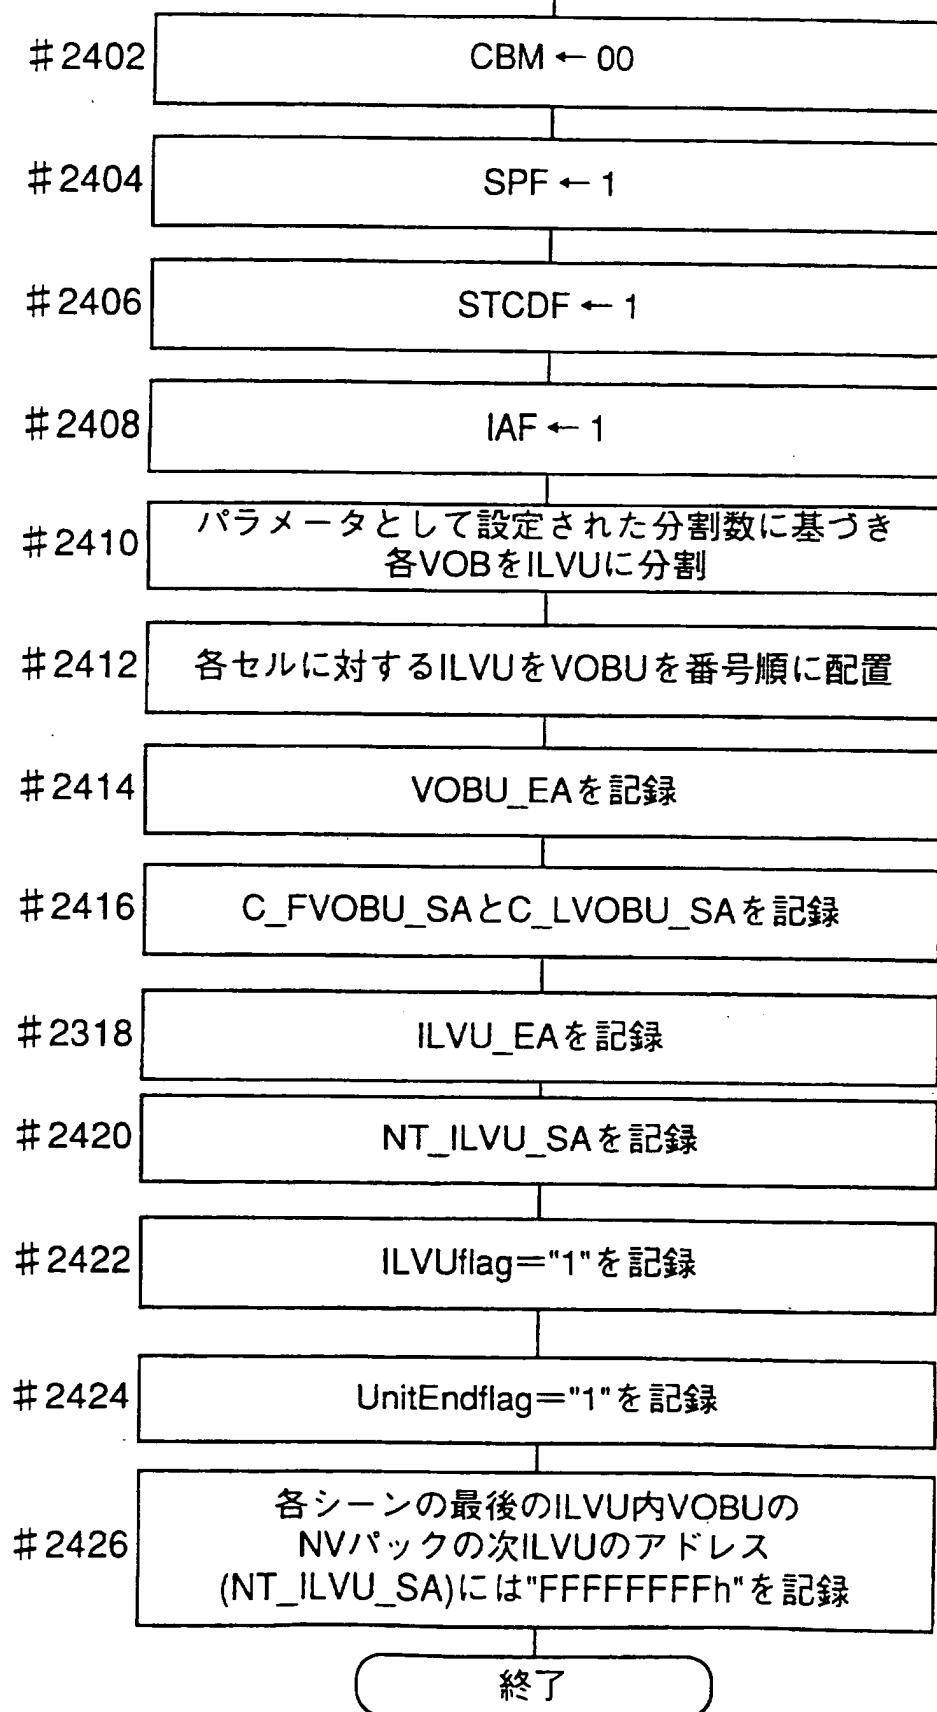 #2402
CBM ← 00
#2404
SPF ← 1
#2406
STCDF ← 1
#2408
IAF ← 1
#2410
パラメータとして設定された分割数に基づき
各VOBをILVUに分割
#2412
各セルに対するILVUをVOBUを番号順に配置
#2414
VOBU_EAを記録
#2416
C_FVOBU_SAとC_LVOBU_SAを記録
#2318
ILVU_EAを記録
#2420
NT_ILVU_SAを記録
#2422
ILVUflag="1"を記録
#2424
UnitEndflag="1"を記録
#2426
各シーンの最後のILVU内VOBUの
NVパックの次ILVUのアドレス
(NT_ILVU_SA)には"FFFFFFFFh"を記録
終了